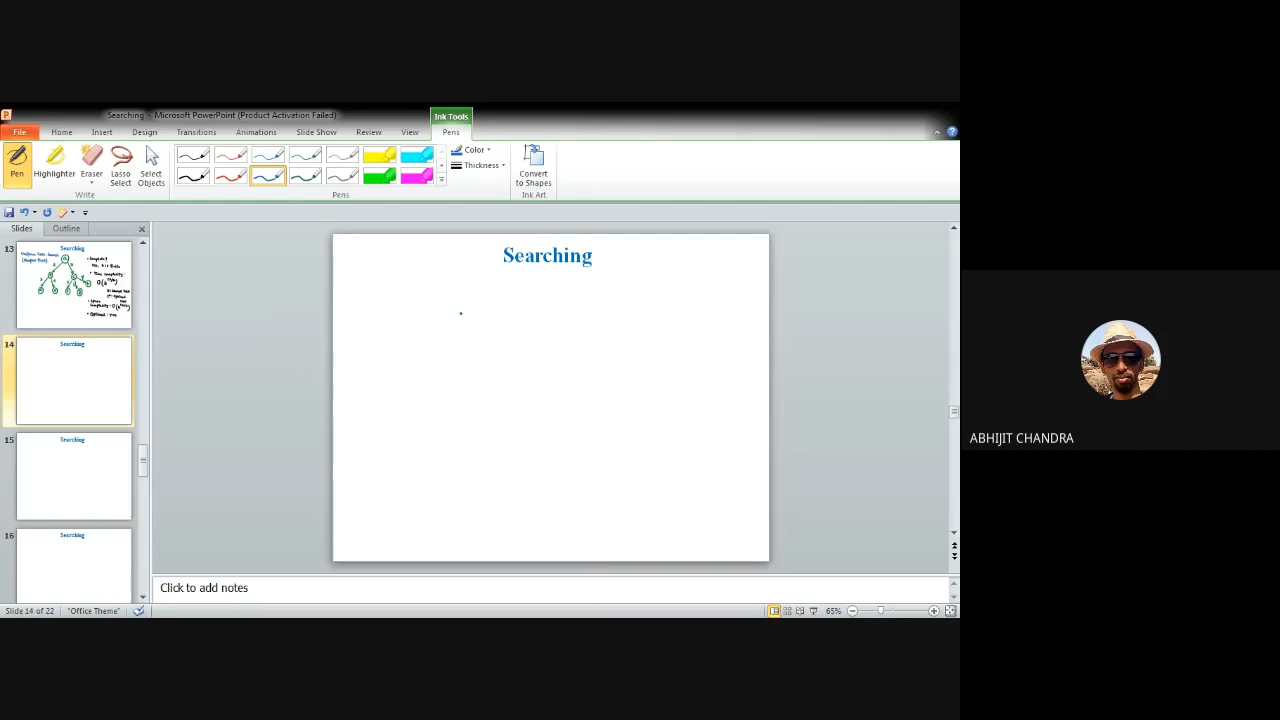 Searching - Microsoft PowerPoint (Product Activation Failed)
Ink Tools
File Home Insert Design Transitions Animations Slide Show Review View Pens
Pen Highlighter Eraser Lasso Select Select Objects
Color
Thickness
Convert to Shapes
Write Pens Ink Art
Slides Outline
13
Searching
14
Searching
15
Searching
16
Searching
Searching
ABHIJIT CHANDRA
Click to add notes
Slide 14 of 22 "Office Theme" 65%